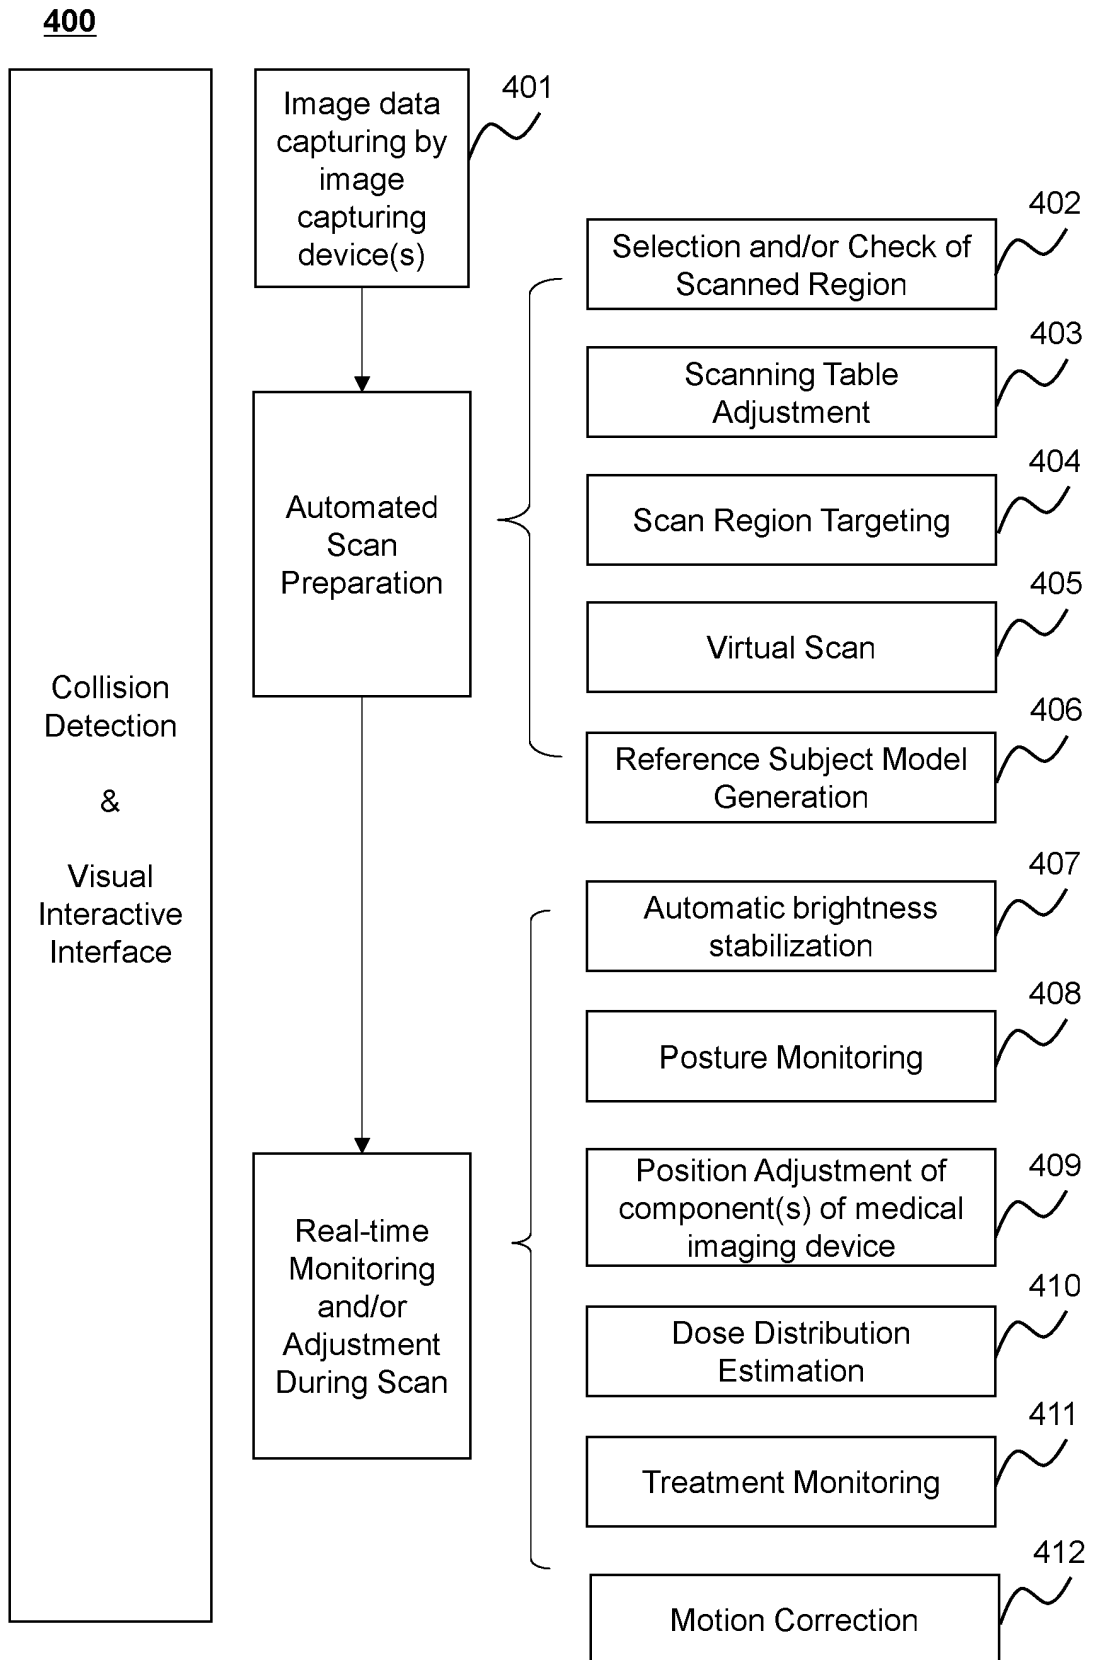 400
Collision
Detection
&
Visual
Interactive
Interface
Image data
capturing by
image
capturing
device(s)
401
Automated
Scan
Preparation
402
Selection and/or Check of
Scanned Region
403
Scanning Table
Adjustment
404
Scan Region Targeting
405
Virtual Scan
406
Reference Subject Model
Generation
Real-time
Monitoring
and/or
Adjustment
During Scan
407
Automatic brightness
stabilization
408
Posture Monitoring
409
Position Adjustment of
component(s) of medical
imaging device
410
Dose Distribution
Estimation
411
Treatment Monitoring
412
Motion Correction